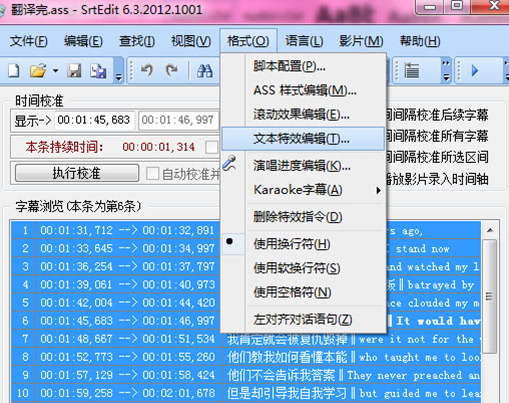 翻译完.ass - SrtEdit 6.3.2012.1001
文件(F) 编辑(E) 查找(I) 视图(V) 格式(O) 语言(L) 影片(M) 帮助(H)
脚本配置(P)...
ASS 样式编辑(M)...
滚动效果编辑(E)...
文本特效编辑(T)...
演唱进度编辑(K)...
Karaoke字幕(A)
删除特效指令(D)
使用换行符(H)
使用软换行符(S)
使用空格符(N)
左对齐对话语句(Z)
时间校准
显示-> 00:01:45,683 00:01:46,997
间隔校准后续字幕
本条持续时间: 00:00:01,314
间隔校准所有字幕
间隔校准所选区间
执行校准 自动校准并
播放影片录入时间轴
字幕浏览(本条为第6条)
1 00:01:31,712 --> 00:01:32,891 rs ago,
2 00:01:33,645 --> 00:01:34,997 I stand now
3 00:01:36,254 --> 00:01:37,797 and watched my l
4 00:01:39,061 --> 00:01:40,973 叛‖betrayed by
5 00:01:42,004 --> 00:01:44,420 ce clouded my m
6 00:01:45,683 --> 00:01:46,997 ‖It would hav
7 00:01:48,667 --> 00:01:51,534 我肯定就会被复仇毁掉‖were it not for the
8 00:01:52,773 --> 00:01:55,260 他们教我如何看懂本能‖who taught me to loo
9 00:01:57,129 --> 00:01:58,424 他们不会告诉我答案‖They never preached an
10 00:01:59,258 --> 00:02:01,678 但是却引导我自我学习‖but guided me to lear